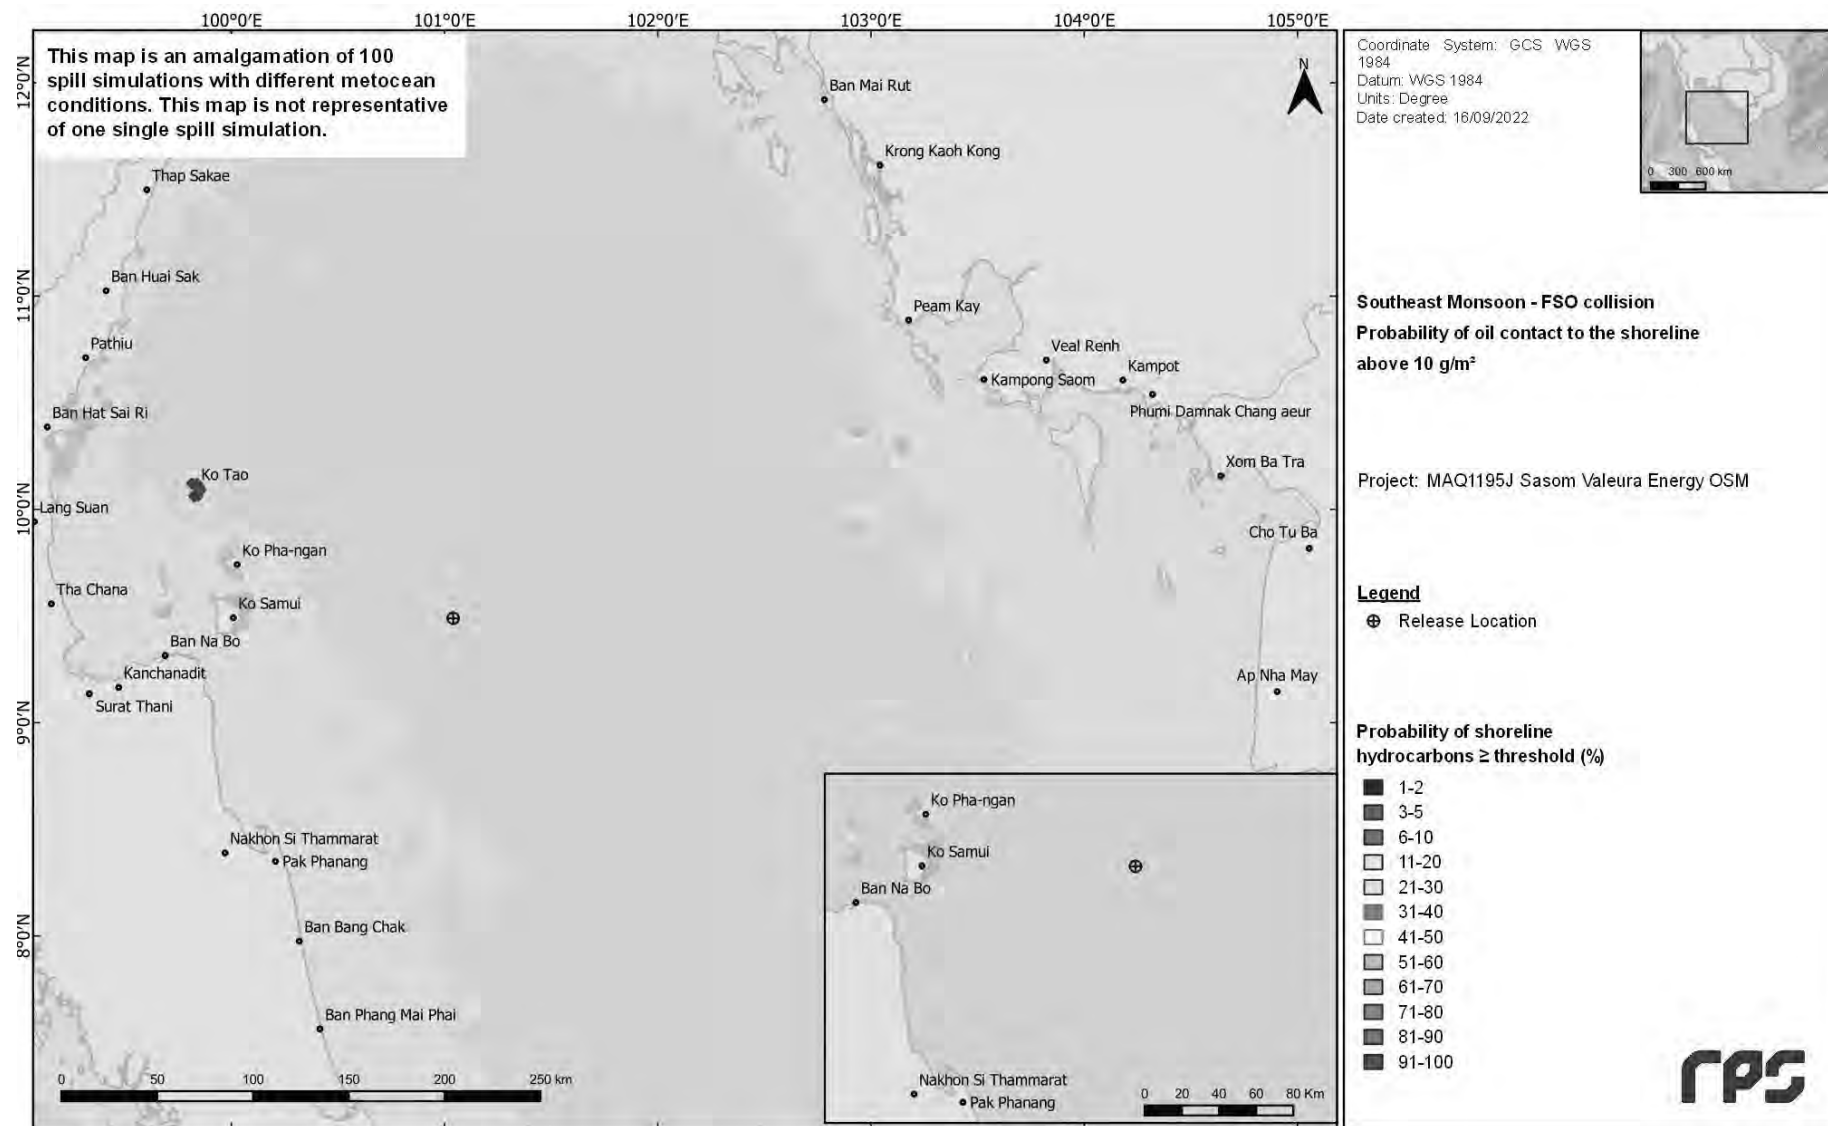 100°0'E 101°0'E 102°0'E 103°0'E 104°0'E 105°0'E
This map is an amalgamation of 100
spill simulations with different metocean
conditions. This map is not representative
of one single spill simulation.
12°0'N
11°0'N
10°0'N
9°0'N
8°0'N
Ban Mai Rut
Krong Kaoh Kong
Thap Sakae
Ban Huai Sak
Peam Kay
Pathiu
Veal Renh
Kampot
Kampong Saom
Ban Hat Sai Ri
Phumi Damnak Chang aeur
Xom Ba Tra
Ko Tao
Lang Suan
Cho Tu Ba
Ko Pha-ngan
Tha Chana
Ko Samui
Ban Na Bo
Kanchanadit
Surat Thani
Ap Nha May
Nakhon Si Thammarat
Pak Phanang
Ban Bang Chak
Ban Phang Mai Phai
0 50 100 150 200 250 km
Ko Pha-ngan
Ko Samui
Ban Na Bo
Nakhon Si Thammarat
Pak Phanang
0 20 40 60 80 Km
N
Coordinate System: GCS WGS
1984
Datum: WGS 1984
Units: Degree
Date created: 16/09/2022
0 300 600 km
Southeast Monsoon - FSO collision
Probability of oil contact to the shoreline
above 10 g/m²
Project: MAQ1195J Sasom Valeura Energy OSM
Legend
Release Location
Probability of shoreline
hydrocarbons ≥ threshold (%)
1-2
3-5
6-10
11-20
21-30
31-40
41-50
51-60
61-70
71-80
81-90
91-100
rps